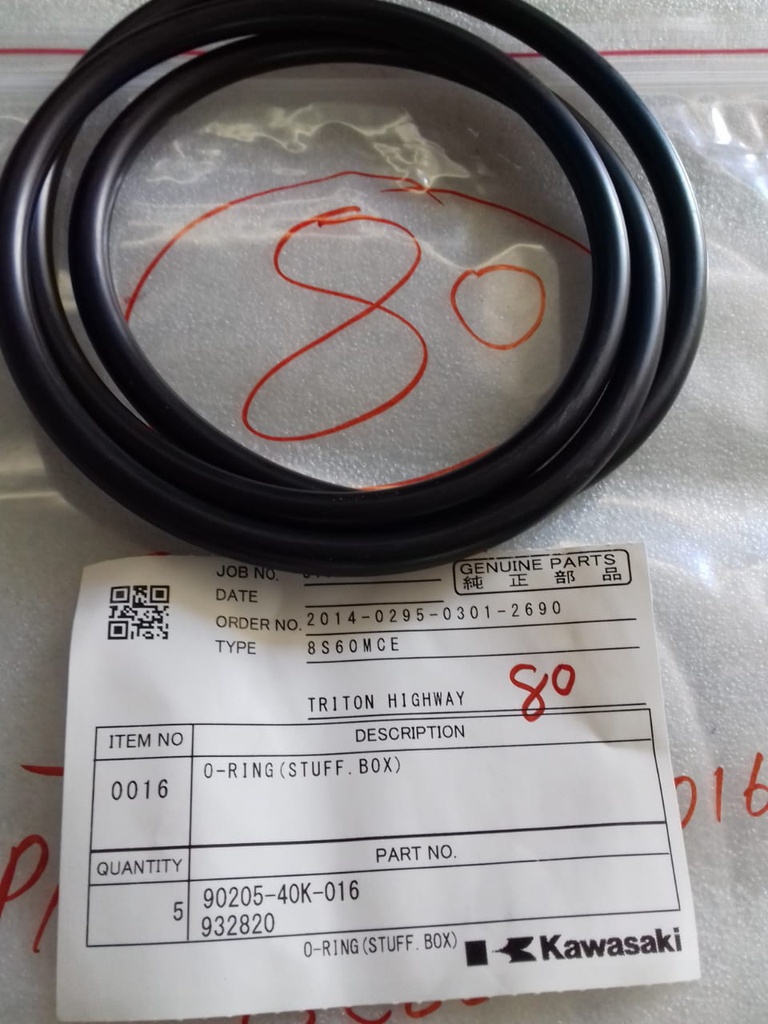 80
JOB NO.
GENUINE PARTS
純正部品
DATE
ORDER NO. 2014-0295-0301-2690
TYPE 8S60MCE
TRITON HIGHWAY 80
ITEM NO DESCRIPTION
0016 O-RING(STUFF.BOX)
016
QUANTITY PART NO.
5 90205-40K-016
932820
O-RING(STUFF.BOX) Kawasaki